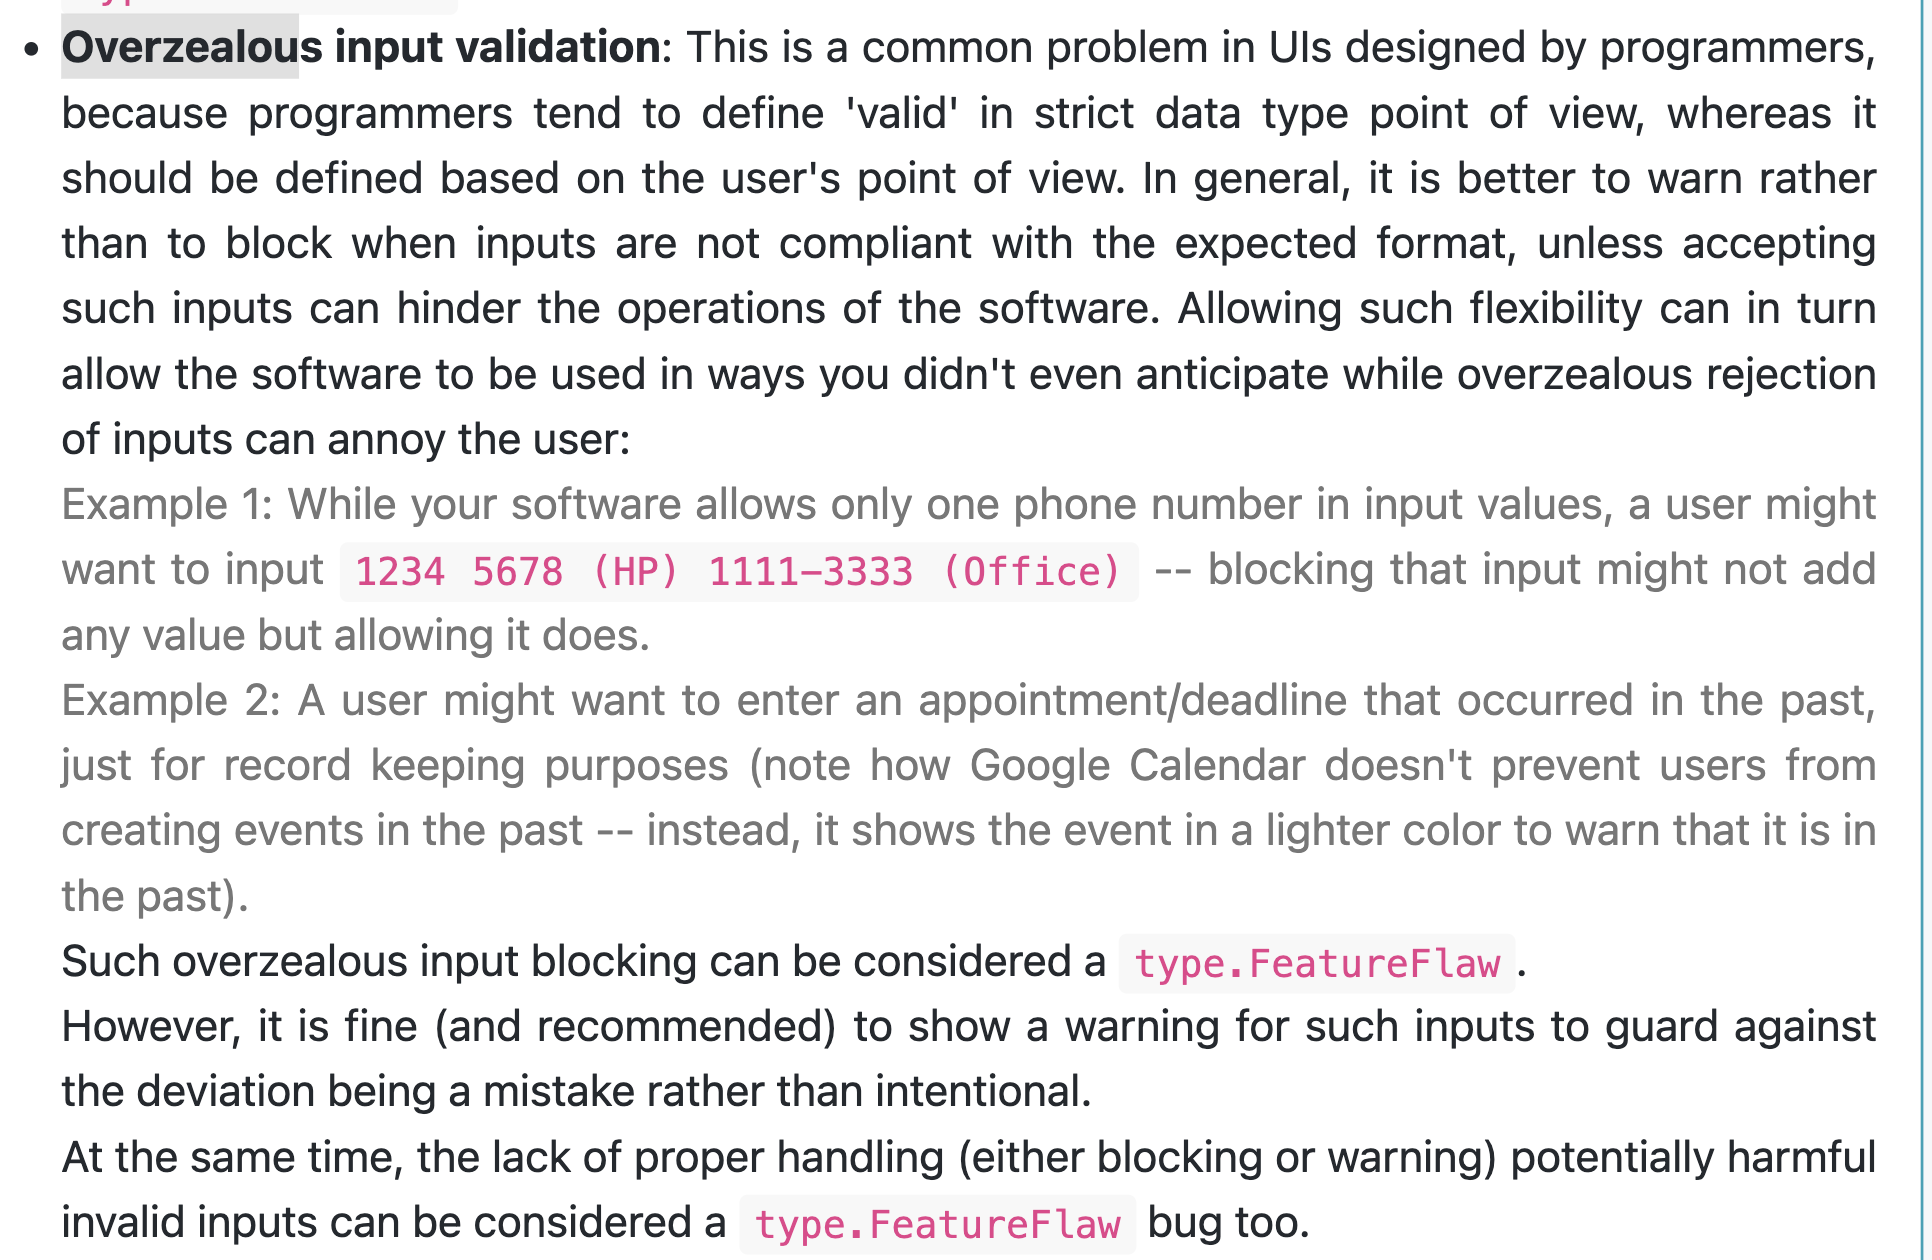 • Overzealous input validation: This is a common problem in UIs designed by programmers,
because programmers tend to define 'valid' in strict data type point of view, whereas it
should be defined based on the user's point of view. In general, it is better to warn rather
than to block when inputs are not compliant with the expected format, unless accepting
such inputs can hinder the operations of the software. Allowing such flexibility can in turn
allow the software to be used in ways you didn't even anticipate while overzealous rejection
of inputs can annoy the user:
Example 1: While your software allows only one phone number in input values, a user might
want to input 1234 5678 (HP) 1111-3333 (Office) -- blocking that input might not add
any value but allowing it does.
Example 2: A user might want to enter an appointment/deadline that occurred in the past,
just for record keeping purposes (note how Google Calendar doesn't prevent users from
creating events in the past -- instead, it shows the event in a lighter color to warn that it is in
the past).
Such overzealous input blocking can be considered a type.FeatureFlaw.
However, it is fine (and recommended) to show a warning for such inputs to guard against
the deviation being a mistake rather than intentional.
At the same time, the lack of proper handling (either blocking or warning) potentially harmful
invalid inputs can be considered a type.FeatureFlaw bug too.